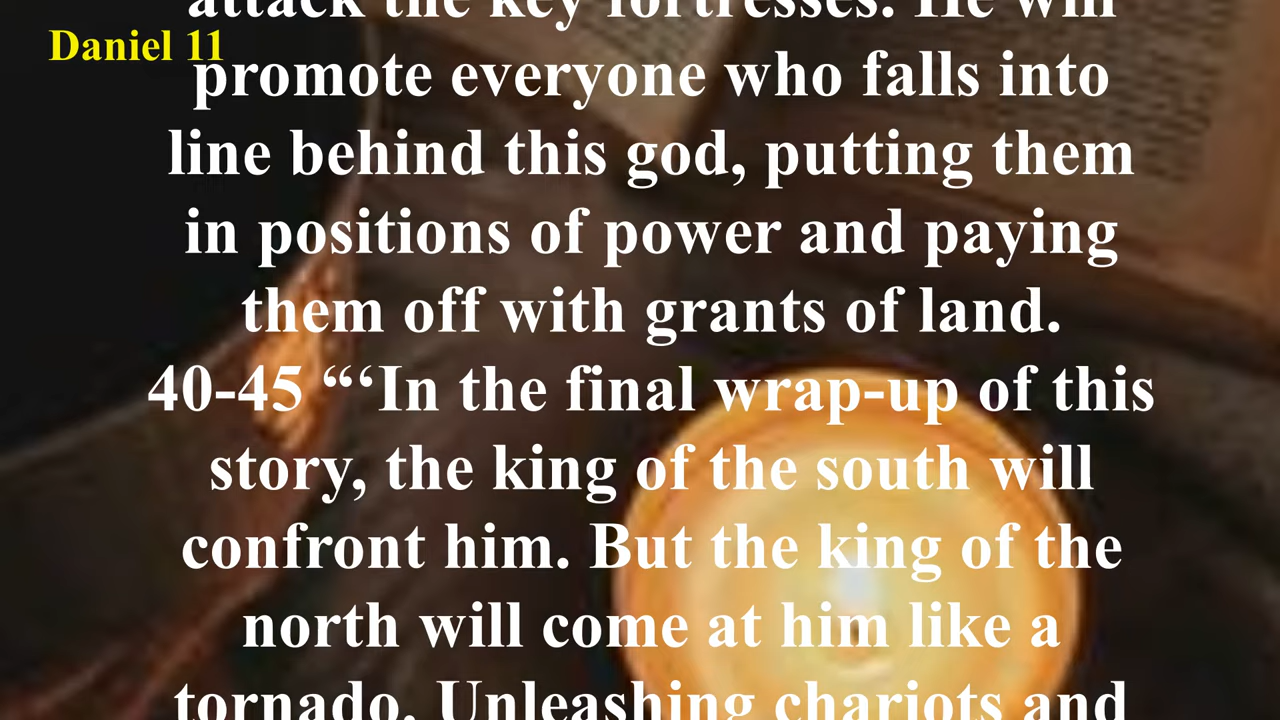 attack the key fortresses. He will
Daniel 11
promote everyone who falls into
line behind this god, putting them
in positions of power and paying
them off with grants of land.
40-45 “‘In the final wrap-up of this
story, the king of the south will
confront him. But the king of the
north will come at him like a
tornado. Unleashing chariots and